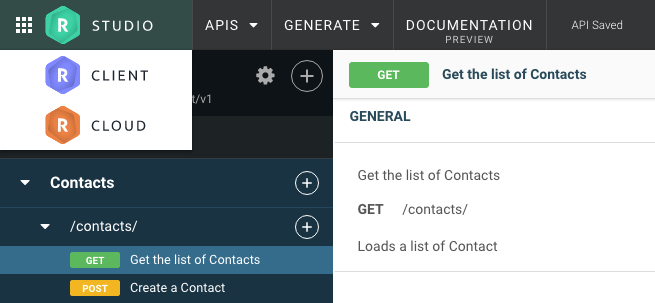 R STUDIO APIS GENERATE DOCUMENTATION API Saved
PREVIEW
R CLIENT
R CLOUD
t/v1
Contacts
/contacts/
GET Get the list of Contacts
POST Create a Contact
GET Get the list of Contacts
GENERAL
Get the list of Contacts
GET /contacts/
Loads a list of Contact